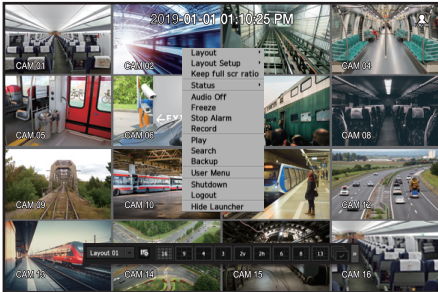 2019-01-01 01:10:25 PM
CAM 01
CAM 02
CAM 04
Layout
Layout Setup
Keep full scr ratio
Status
Audio Off
Freeze
Stop Alarm
Record
Play
Search
Backup
User Menu
Shutdown
Logout
Hide Launcher
CAM 05
CAM 06
CAM 08
CAM 09
CAM 10
CAM 12
Layout 01
16 9 4 3 2v 2h 6 8 13
CAM 13
CAM 14
CAM 15
CAM 16